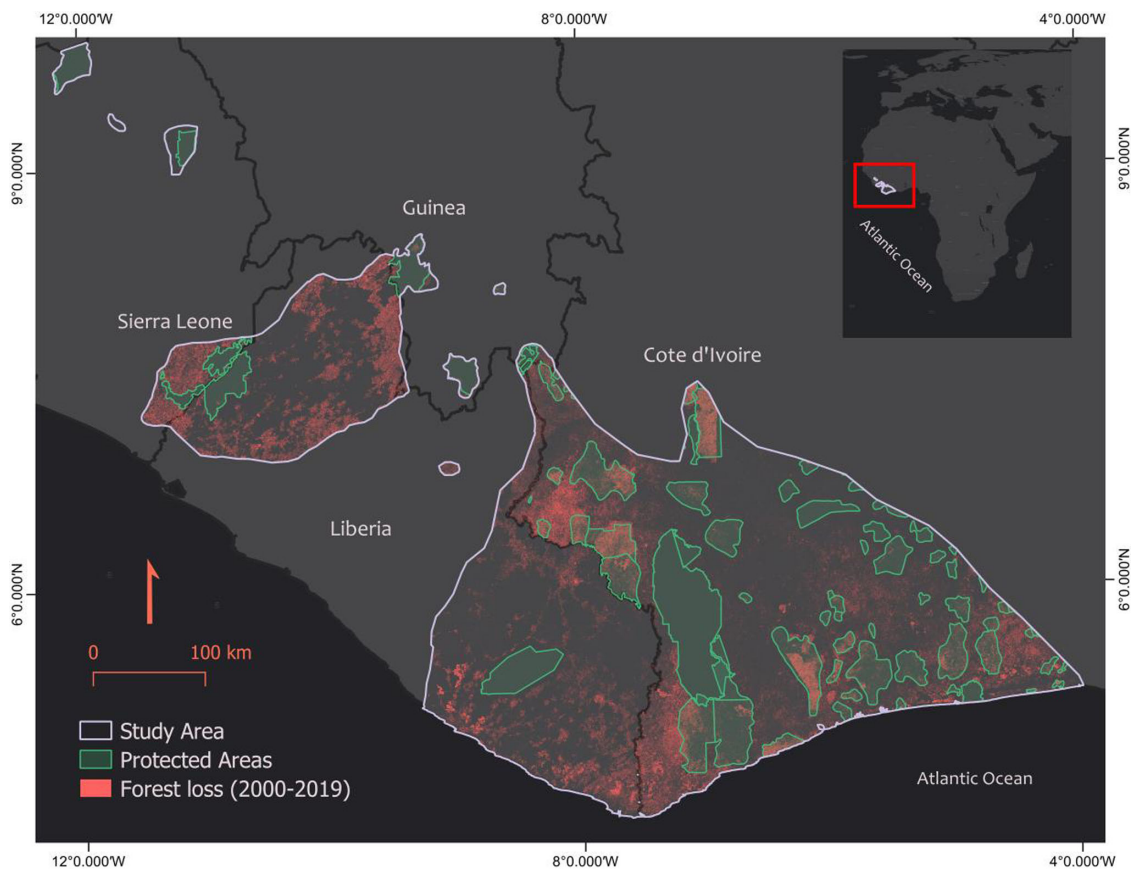 12°0.000'W 8°0.000'W 4°0.000'W
9°0.000'N
9°0.000'N
Guinea
Atlantic Ocean
Sierra Leone
Cote d'Ivoire
Liberia
6°0.000'N
6°0.000'N
0 100 km
Study Area
Protected Areas
Forest loss (2000-2019)
Atlantic Ocean
12°0.000'W 8°0.000'W 4°0.000'W